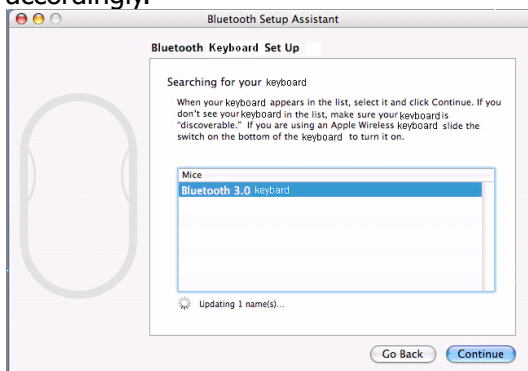 accordingly.
Bluetooth Setup Assistant
Bluetooth Keyboard Set Up
Searching for your keyboard
When your keyboard appears in the list, select it and click Continue. If you
don't see your keyboard in the list, make sure your keyboard is
"discoverable." If you are using an Apple Wireless keyboard slide the
switch on the bottom of the keyboard to turn it on.
Mice
Bluetooth 3.0 keybard
Updating 1 name(s)...
Go Back Continue